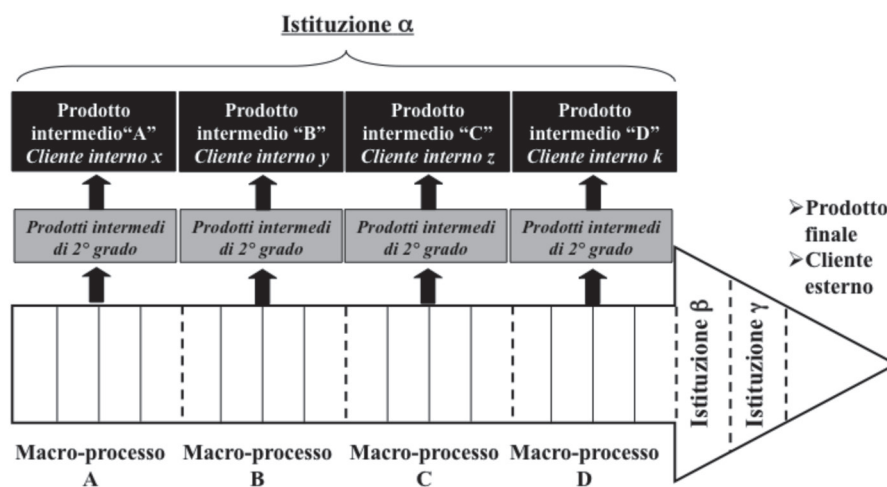 Istituzione α
Prodotto
intermedio“A”
Cliente interno x
Prodotto
intermedio “B”
Cliente interno y
Prodotto
intermedio “C”
Cliente interno z
Prodotto
intermedio “D”
Cliente interno k
Prodotti intermedi
di 2° grado
Prodotti intermedi
di 2° grado
Prodotti intermedi
di 2° grado
Prodotti intermedi
di 2° grado
➢Prodotto
finale
➢Cliente
esterno
Istituzione β
Istituzione γ
Macro-processo
A
Macro-processo
B
Macro-processo
C
Macro-processo
D